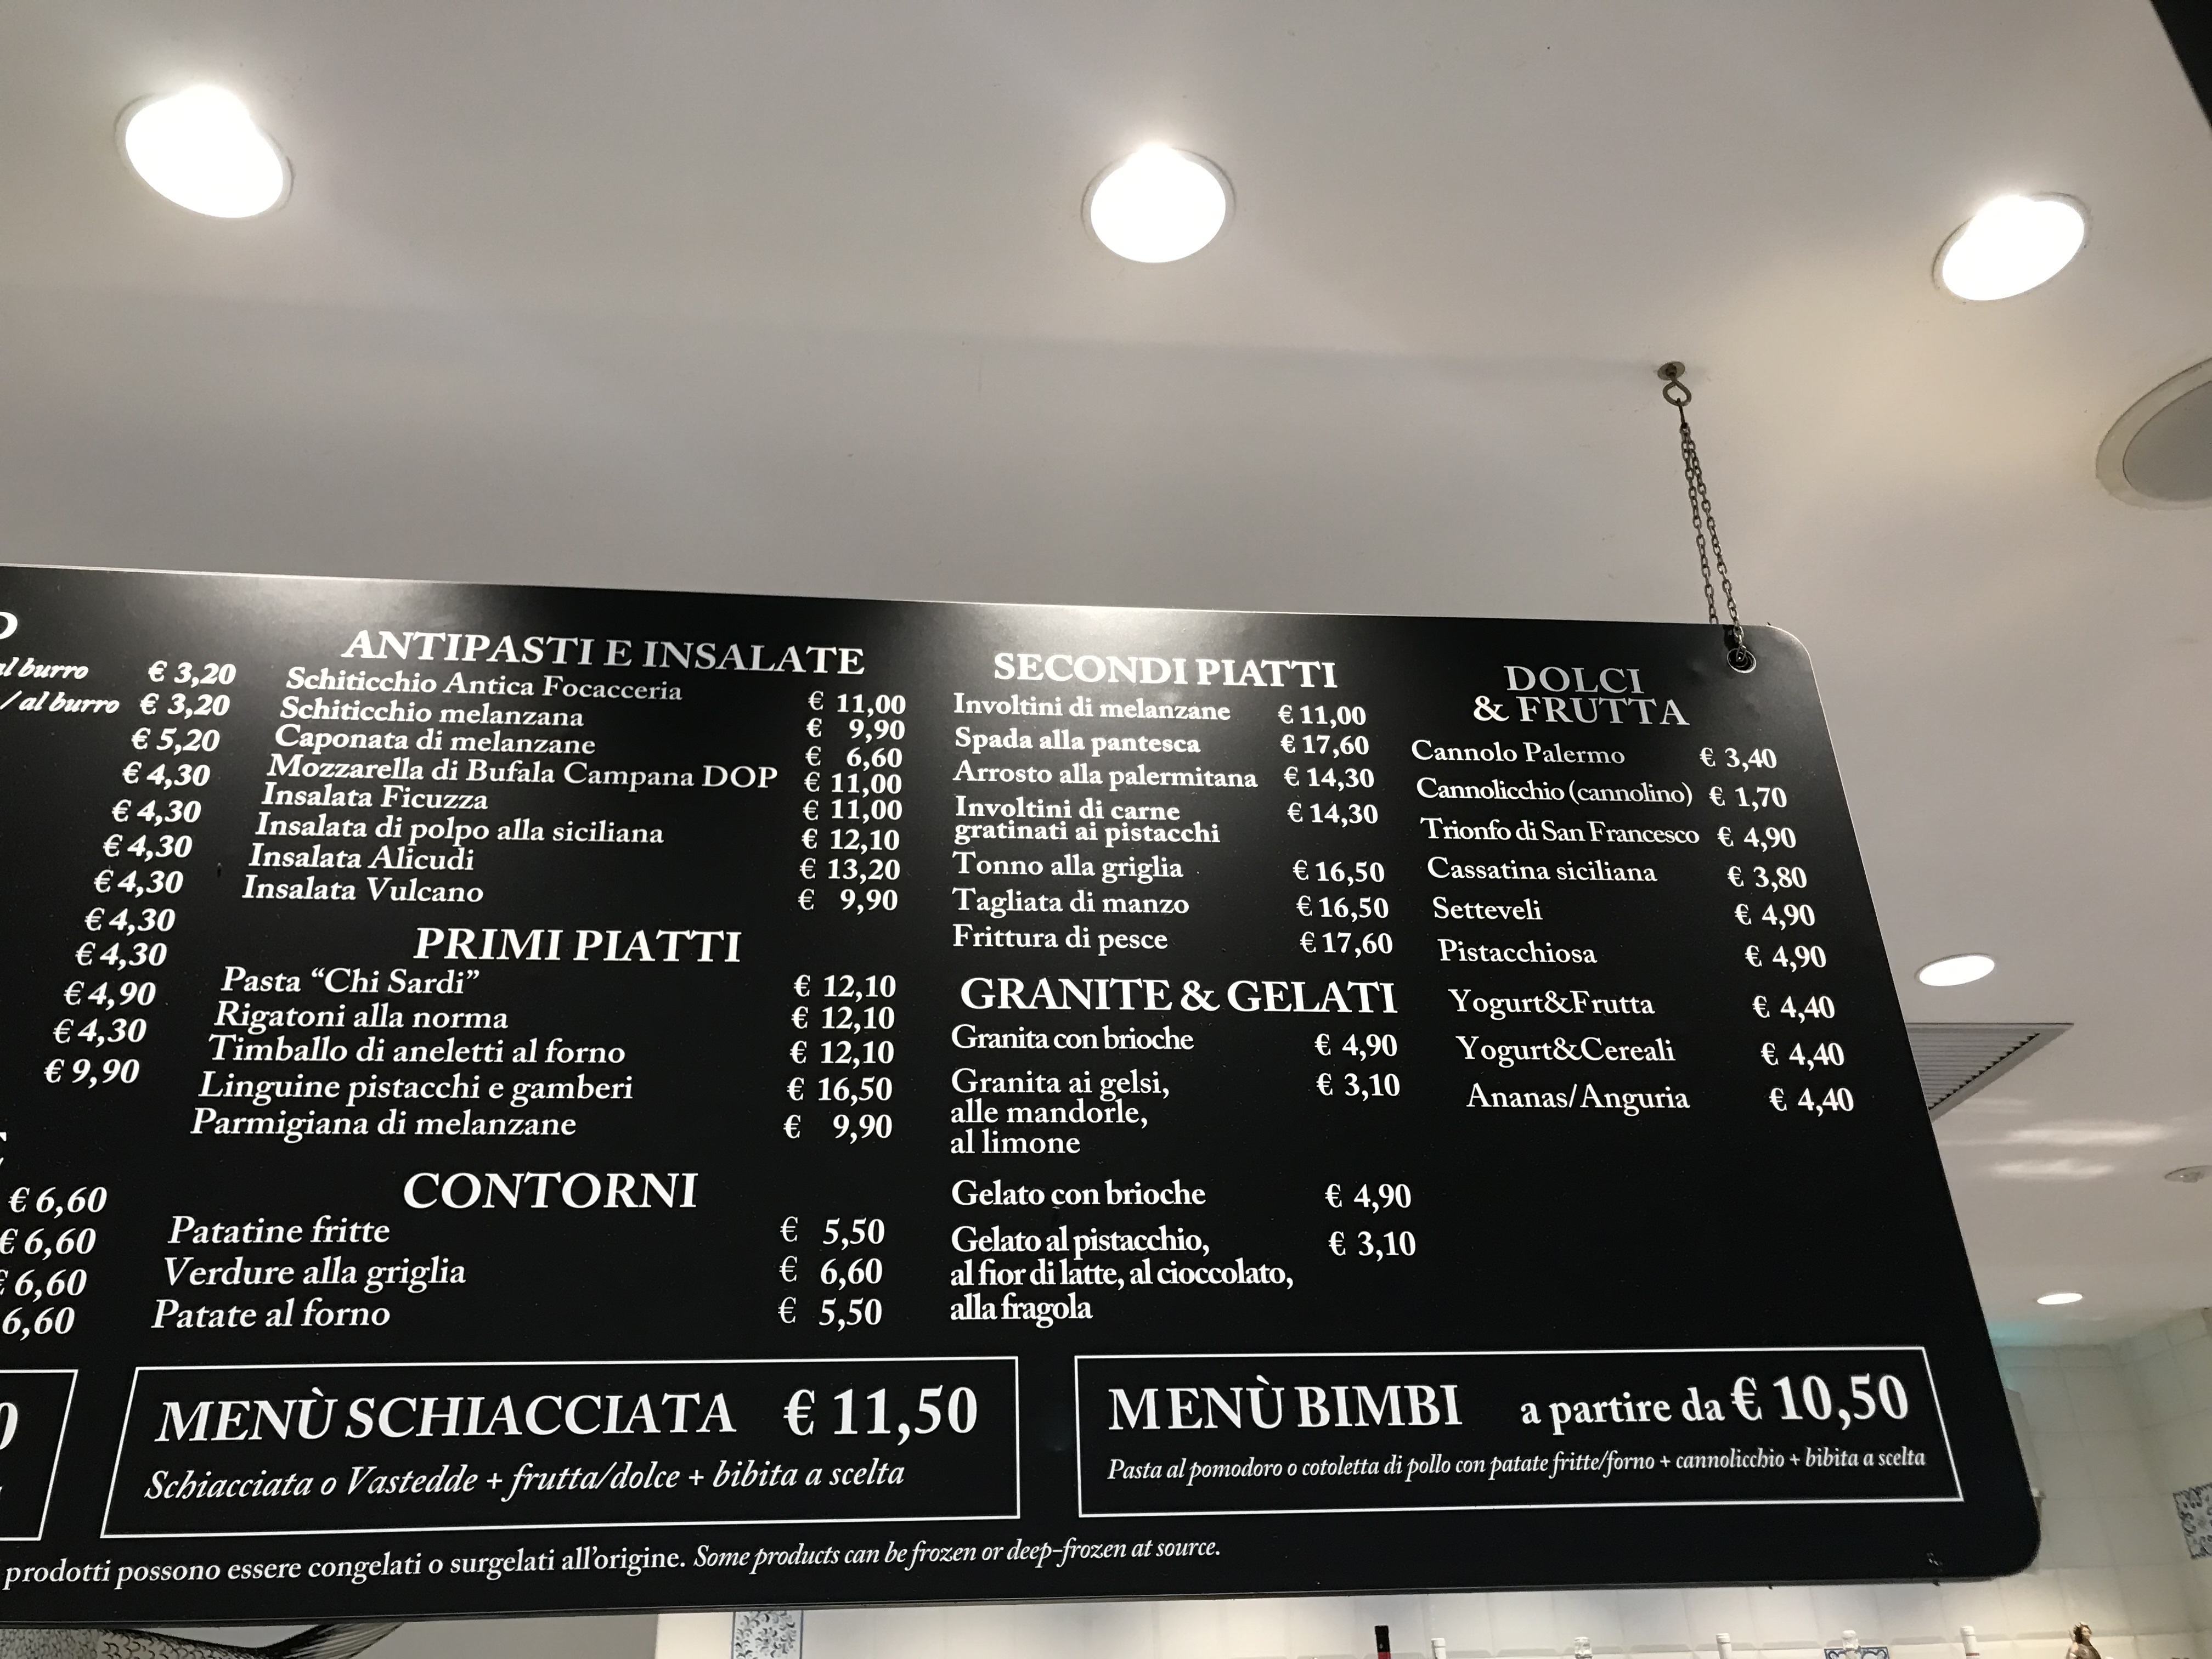 al burro € 3,20
/ al burro € 3,20
€ 5,20
€ 4,30
€ 4,30
€ 4,30
€ 4,30
€ 4,30
€ 4,30
€ 4,90
€ 4,30
€ 9,90
€ 6,60
€ 6,60
€ 6,60
6,60
ANTIPASTI E INSALATE
Schiticchio Antica Focacceria € 11,00
Schiticchio melanzana € 9,90
Caponata di melanzane € 6,60
Mozzarella di Bufala Campana DOP € 11,00
Insalata Ficuzza € 11,00
Insalata di polpo alla siciliana € 12,10
Insalata Alicudi € 13,20
Insalata Vulcano € 9,90
PRIMI PIATTI
Pasta “Chi Sardi” € 12,10
Rigatoni alla norma € 12,10
Timballo di aneletti al forno € 12,10
Linguine pistacchi e gamberi € 16,50
Parmigiana di melanzane € 9,90
CONTORNI
Patatine fritte € 5,50
Verdure alla griglia € 6,60
Patate al forno € 5,50
SECONDI PIATTI
Involtini di melanzane € 11,00
Spada alla pantesca € 17,60
Arrosto alla palermitana € 14,30
Involtini di carne € 14,30
gratinati ai pistacchi
Tonno alla griglia € 16,50
Tagliata di manzo € 16,50
Frittura di pesce € 17,60
GRANITE & GELATI
Granita con brioche € 4,90
Granita ai gelsi, € 3,10
alle mandorle,
al limone
Gelato con brioche € 4,90
Gelato al pistacchio, € 3,10
al fior di latte, al cioccolato,
alla fragola
DOLCI
& FRUTTA
Cannolo Palermo € 3,40
Cannolicchio (cannolino) € 1,70
Trionfo di San Francesco € 4,90
Cassatina siciliana € 3,80
Setteveli € 4,90
Pistacchiosa € 4,90
Yogurt&Frutta € 4,40
Yogurt&Cereali € 4,40
Ananas/Anguria € 4,40
MENÙ SCHIACCIATA € 11,50
Schiacciata o Vastedde + frutta/dolce + bibita a scelta
MENÙ BIMBI a partire da € 10,50
Pasta al pomodoro o cotoletta di pollo con patate fritte/forno + cannolicchio + bibita a scelta
prodotti possono essere congelati o surgelati all’origine. Some products can be frozen or deep-frozen at source.